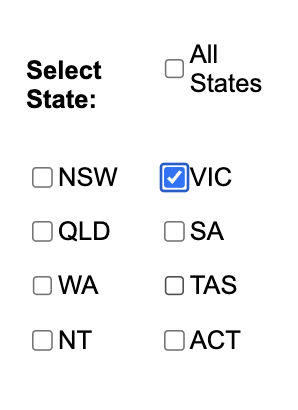 Select
State:
All
States
NSW
VIC
QLD
SA
WA
TAS
NT
ACT